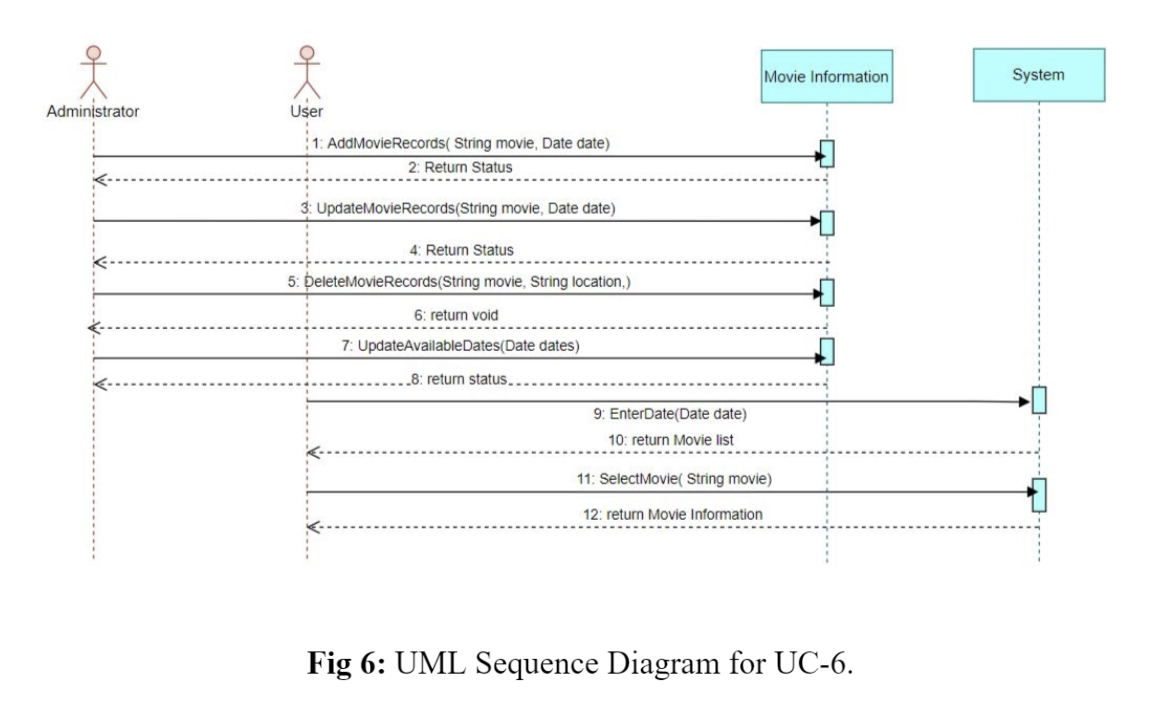 Administrator
User
Movie Information
System
1: AddMovieRecords( String movie, Date date)
2: Return Status
3: UpdateMovieRecords(String movie, Date date)
4: Return Status
5: DeleteMovieRecords(String movie, String location,)
6: return void
7: UpdateAvailableDates(Date dates)
8: return status
9: EnterDate(Date date)
10: return Movie list
11: SelectMovie( String movie)
12: return Movie Information
Fig 6: UML Sequence Diagram for UC-6.